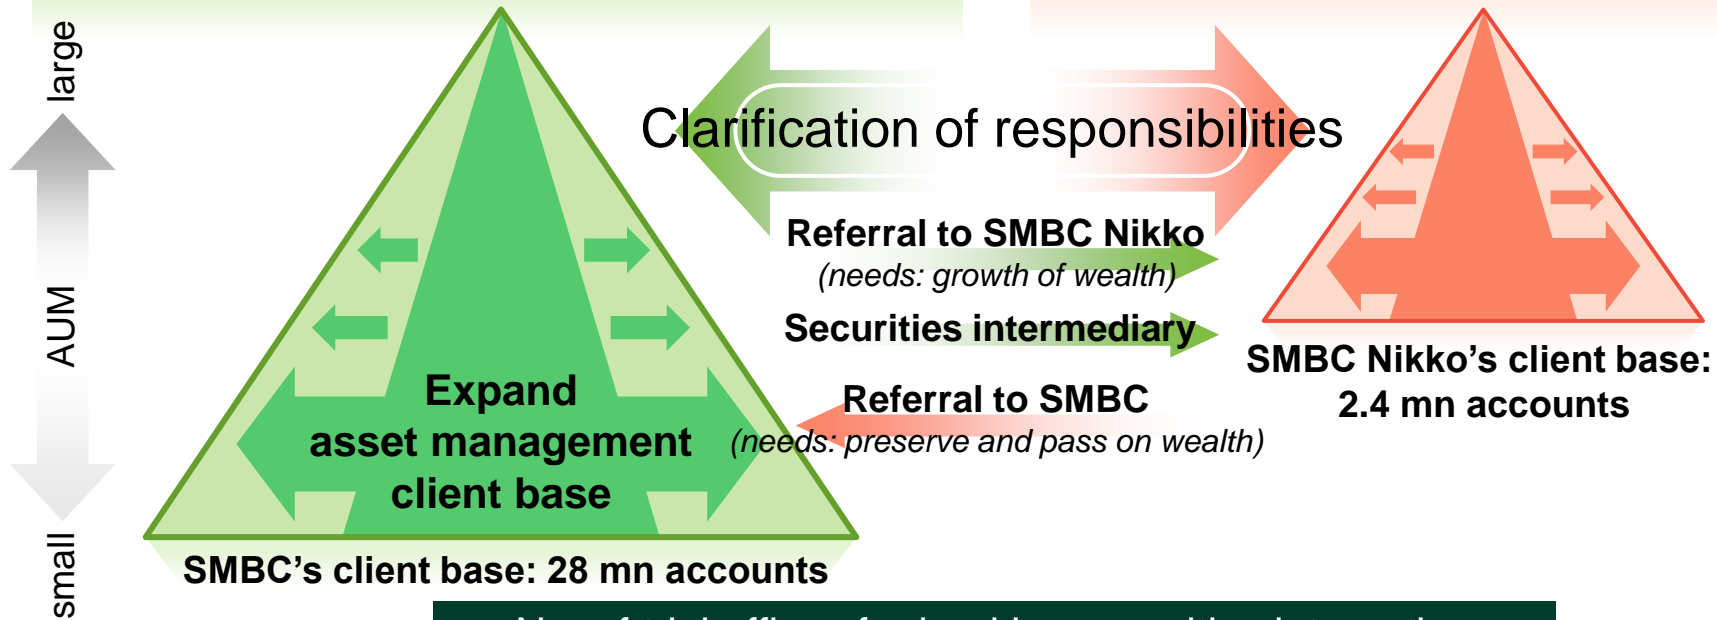 large
AUM
small
Clarification of responsibilities
Referral to SMBC Nikko
(needs: growth of wealth)
Securities intermediary
Referral to SMBC
(needs: preserve and pass on wealth)
Expand
asset management
client base
SMBC’s client base: 28 mn accounts
SMBC Nikko’s client base:
2.4 mn accounts